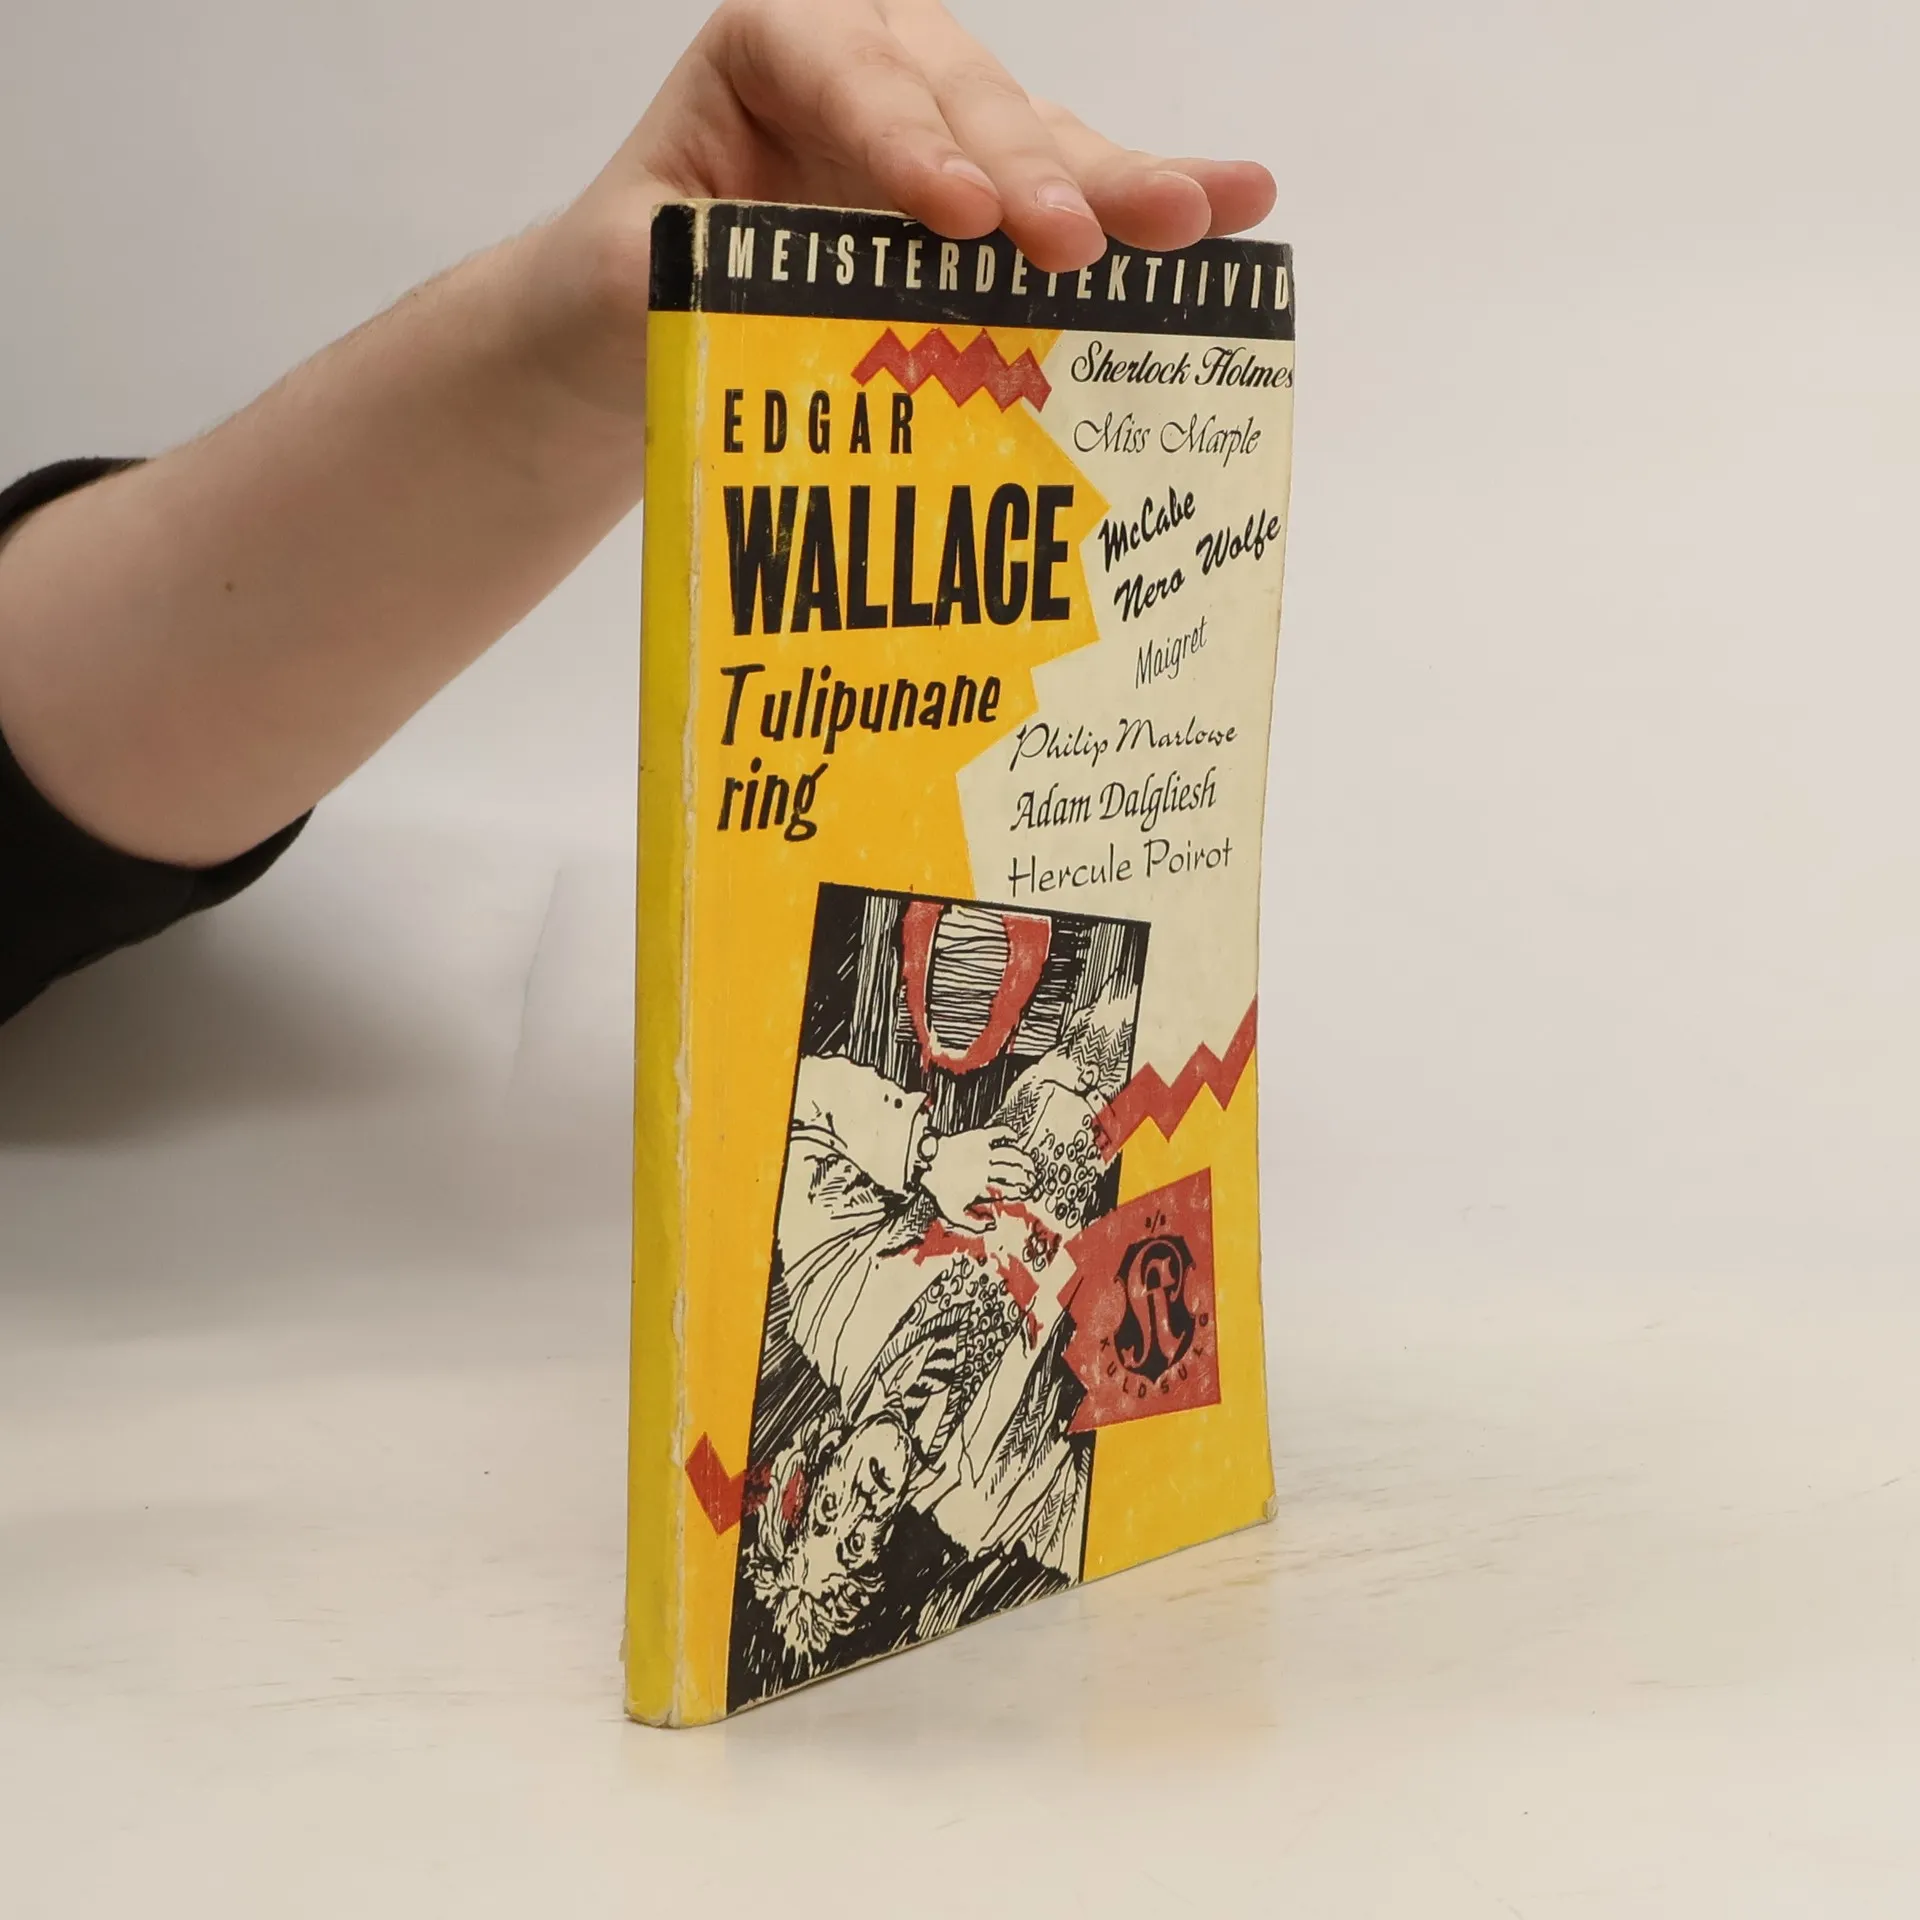 MEISTERDETEKTIIVID
EDGAR
WALLACE
Tulipunane
ring
Sherlock Holmes
Miss Marple
McCabe
Nero Wolfe
Maigret
Philip Marlowe
Adam Dalgliesh
Hercule Poirot
KULDSULG